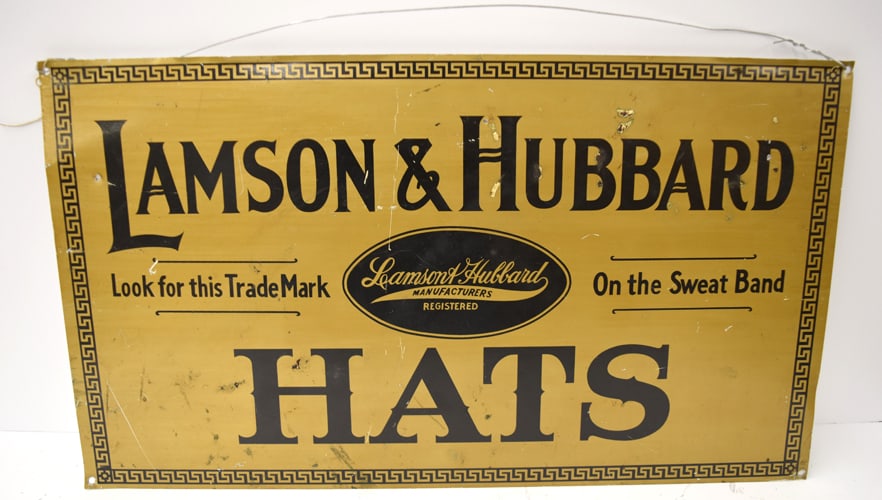 LAMSON & HUBBARD
Look for this Trade Mark
Lamson & Hubbard
MANUFACTURERS
REGISTERED
On the Sweat Band
HATS